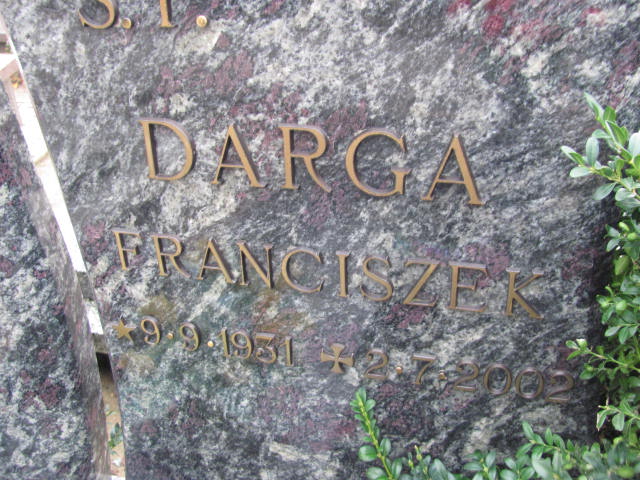 Ś.P.
DARGA
FRANCISZEK
★9.9.1931 ✠2.7.2002